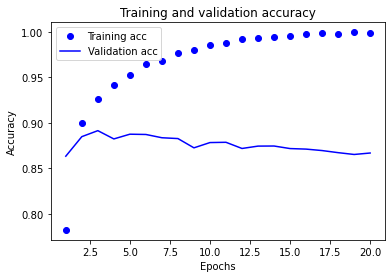 Training and validation accuracy
Training acc
Validation acc
1.00
0.95
0.90
0.85
0.80
Accuracy
2.5 5.0 7.5 10.0 12.5 15.0 17.5 20.0
Epochs